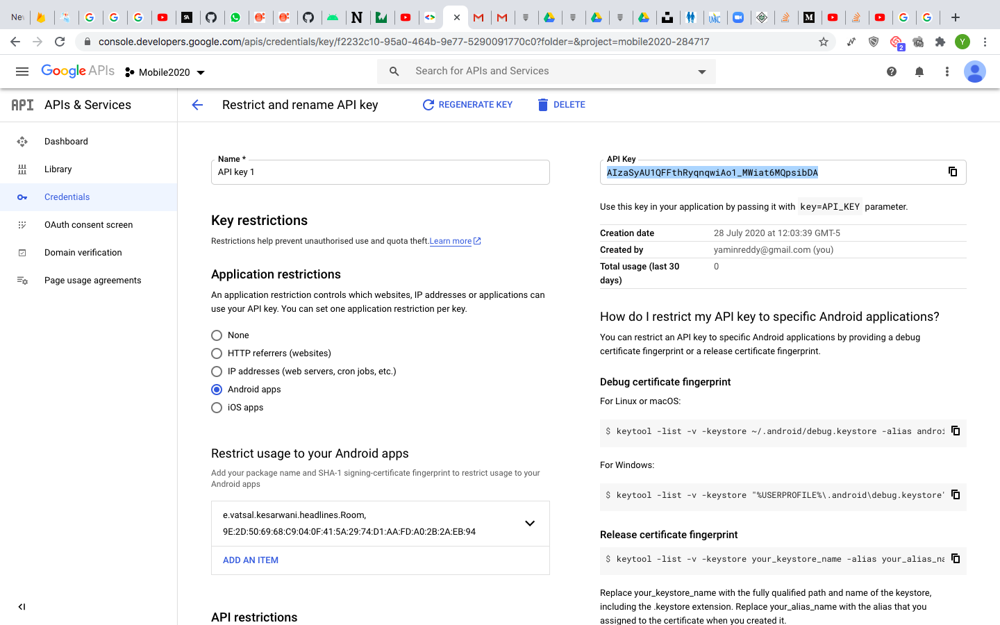 New
console.developers.google.com/apis/credentials/key/f2232c10-95a0-464b-9e77-5290091770c0?folder=&project=mobile2020-284717
2
Y
Google APIs
Mobile2020
Search for APIs and Services
API APIs & Services
Restrict and rename API key
REGENERATE KEY
DELETE
Dashboard
Library
Credentials
OAuth consent screen
Domain verification
Page usage agreements
Name *
API key 1
Key restrictions
Restrictions help prevent unauthorised use and quota theft.Learn more
Application restrictions
An application restriction controls which websites, IP addresses or applications can
use your API key. You can set one application restriction per key.
None
HTTP referrers (websites)
IP addresses (web servers, cron jobs, etc.)
Android apps
iOS apps
Restrict usage to your Android apps
Add your package name and SHA-1 signing-certificate fingerprint to restrict usage to your
Android apps
e.vatsal.kesarwani.headlines.Room,
9E:2D:50:69:68:C9:04:0F:41:5A:29:74:D1:AA:FD:A0:2B:2A:EB:94
ADD AN ITEM
API restrictions
API Key
AIzaSyAU1QFFthRyqnqwiAo1_MWiat6MQpsibDA
Use this key in your application by passing it with key=API_KEY parameter.
Creation date 28 July 2020 at 12:03:39 GMT-5
Created by yaminreddy@gmail.com (you)
Total usage (last 30 0
days)
How do I restrict my API key to specific Android applications?
You can restrict an API key to specific Android applications by providing a debug
certificate fingerprint or a release certificate fingerprint.
Debug certificate fingerprint
For Linux or macOS:
$ keytool -list -v -keystore ~/.android/debug.keystore -alias androi
For Windows:
$ keytool -list -v -keystore "%USERPROFILE%\.android\debug.keystore"
Release certificate fingerprint
$ keytool -list -v -keystore your_keystore_name -alias your_alias_na
Replace your_keystore_name with the fully qualified path and name of the keystore,
including the .keystore extension. Replace your_alias_name with the alias that you
assigned to the certificate when you created it.